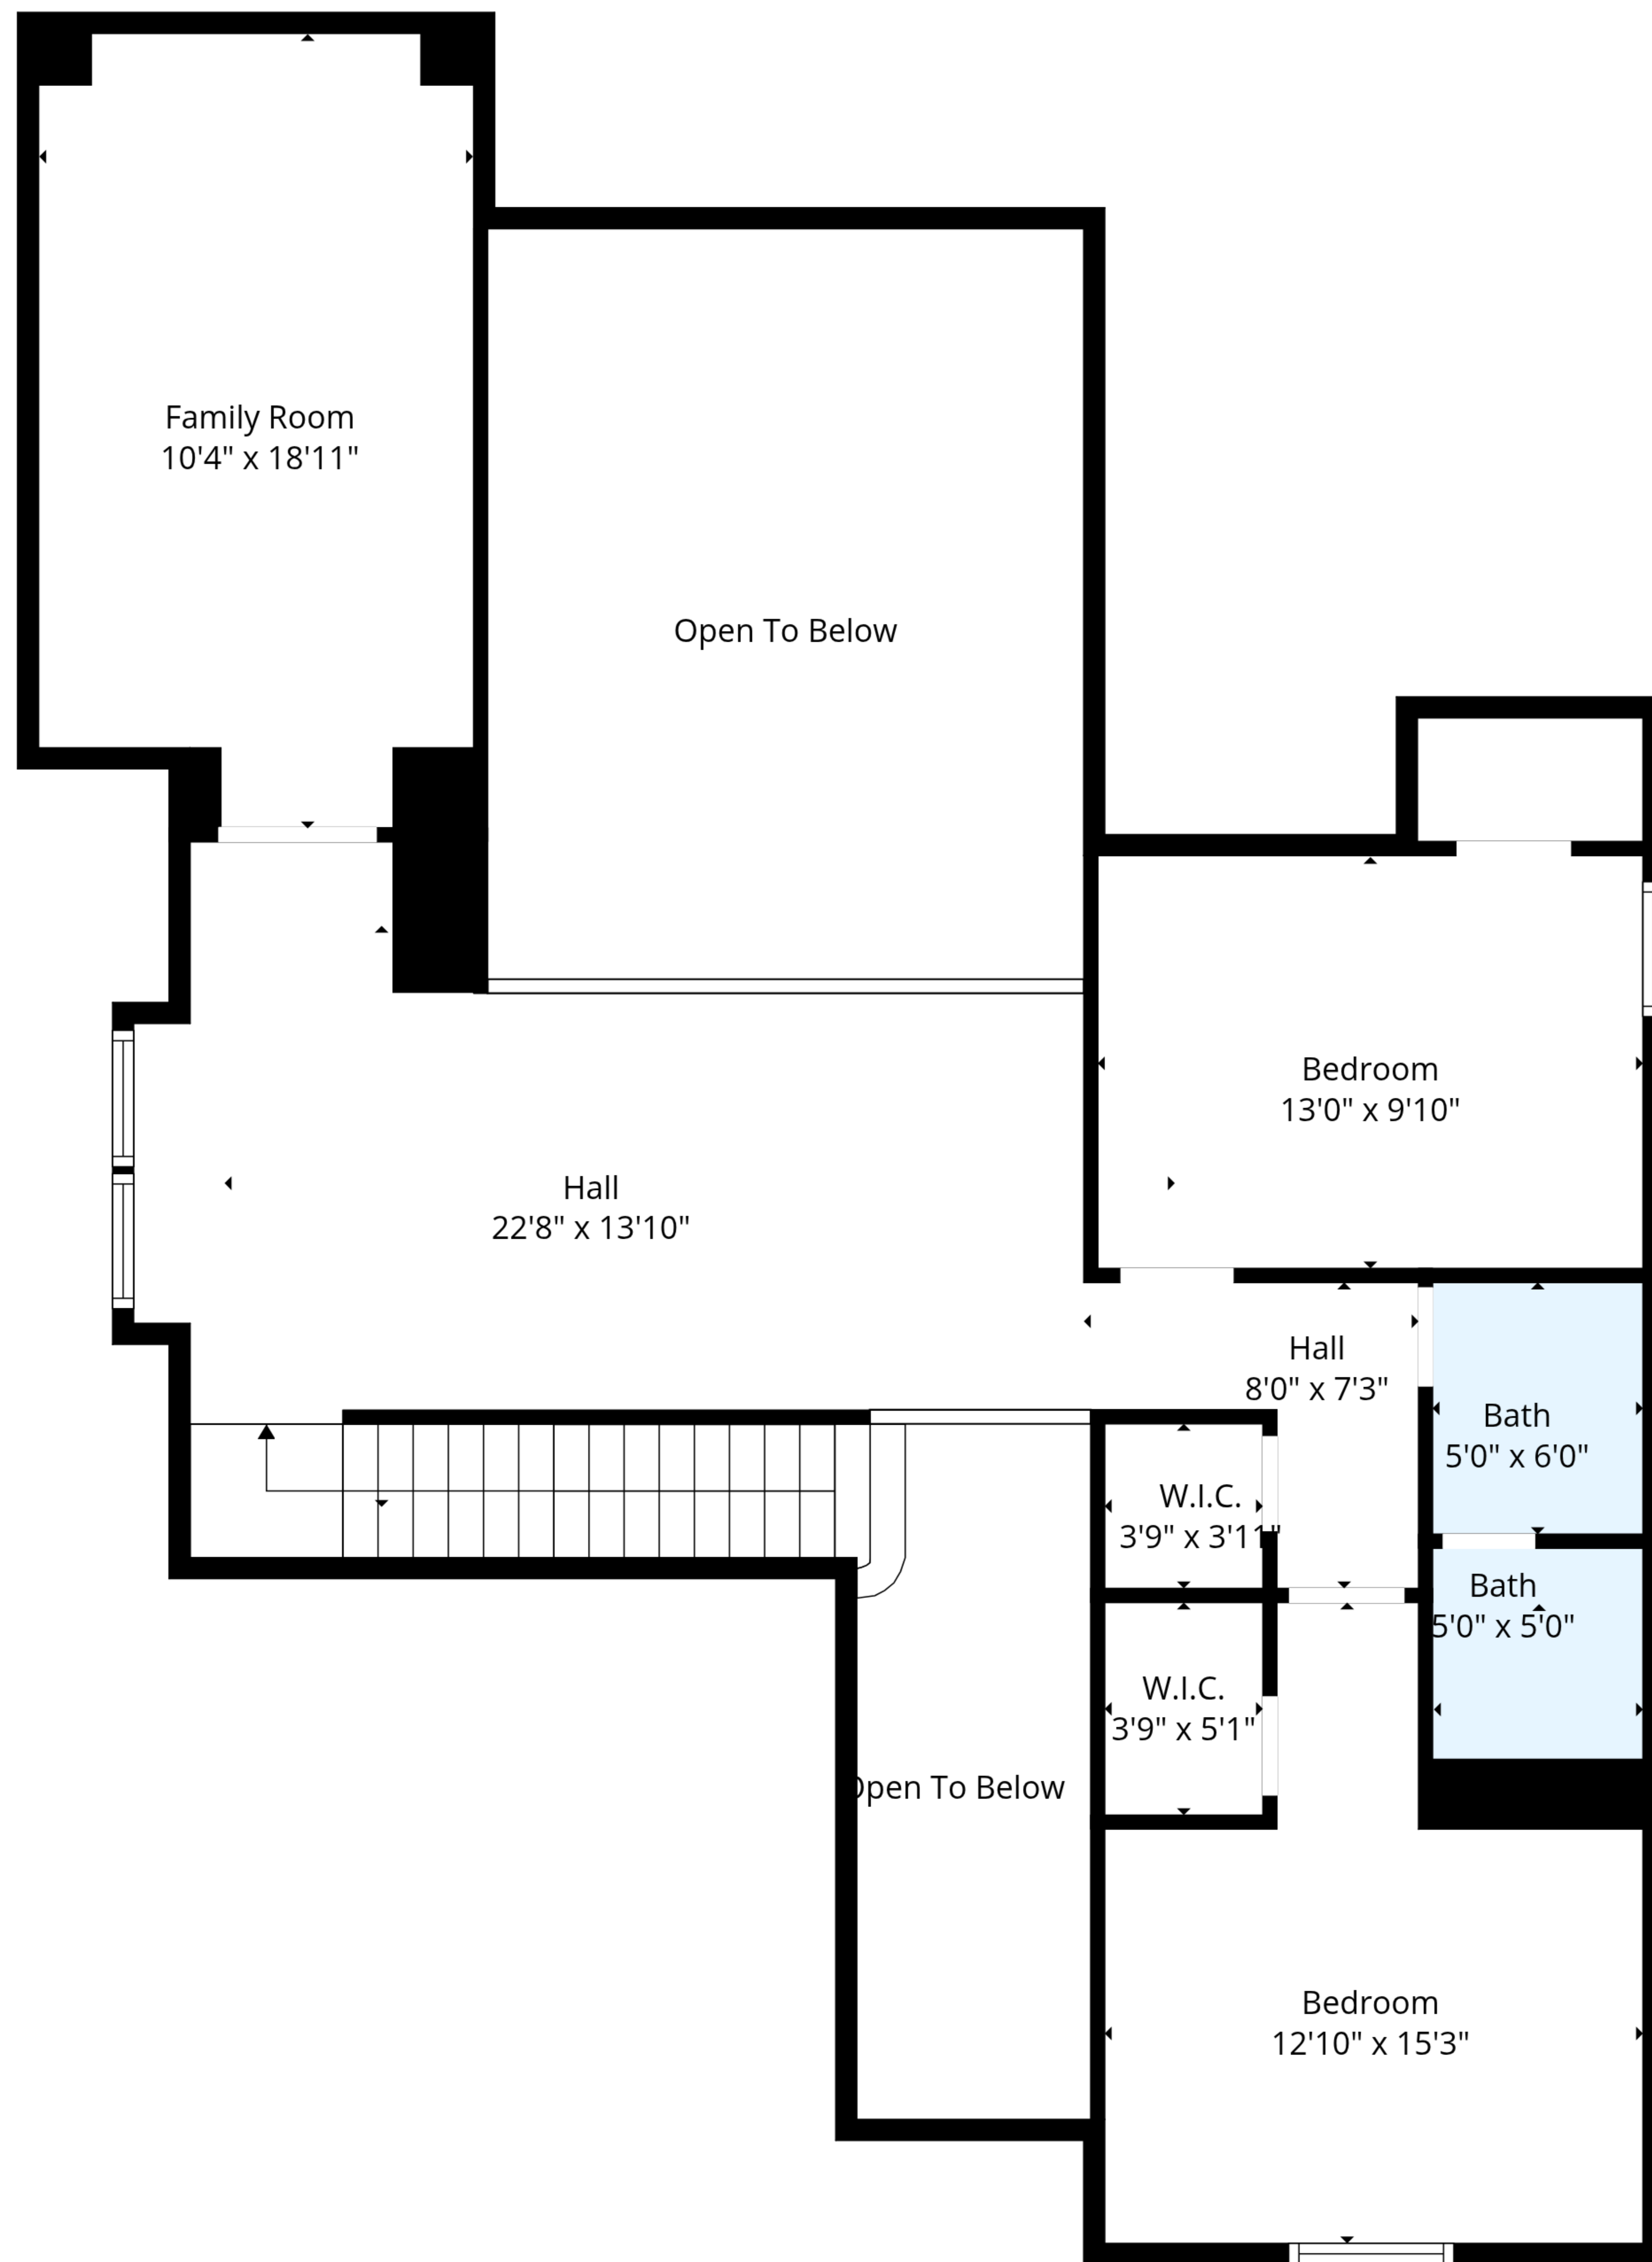 Family Room
10'4" x 18'11"
Open To Below
Bedroom
13'0" x 9'10"
Hall
22'8" x 13'10"
Hall
8'0" x 7'3"
Bath
5'0" x 6'0"
W.I.C.
3'9" x 3'11"
Bath
5'0" x 5'0"
W.I.C.
3'9" x 5'1"
Open To Below
Bedroom
12'10" x 15'3"